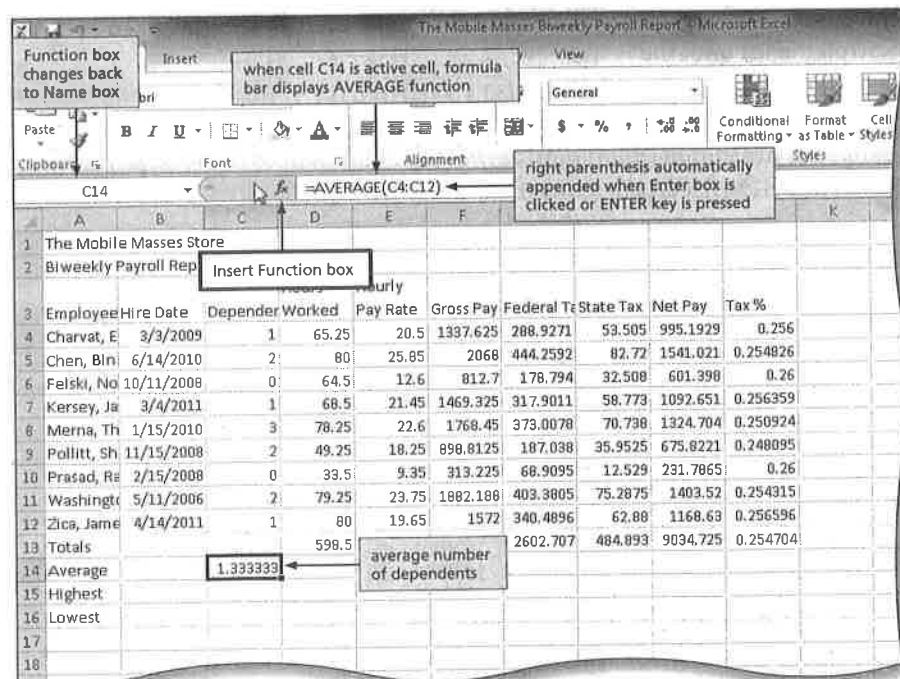 The Mobile Masses Biweekly Payroll Report - Microsoft Excel
Function box
changes back
to Name box
Insert
View
when cell C14 is active cell, formula
bar displays AVERAGE function
General
Paste
B I U
A
$ % ,
Conditional
Formatting
Format
as Table
Cell
Styles
Clipboard
Font
Alignment
Styles
right parenthesis automatically
appended when Enter box is
clicked or ENTER key is pressed
C14 fx =AVERAGE(C4:C12)
A B C D E F K
1 The Mobile Masses Store
2 Biweekly Payroll Rep
Insert Function box
3 Employee Hire Date Depender Worked Pay Rate Gross Pay Federal Ta State Tax Net Pay Tax %
4 Charvat, E 3/3/2009 1 65.25 20.5 1337.625 288.9271 53.505 995.1929 0.256
5 Chen, Bin 6/14/2010 2 80 25.85 2068 444.2592 82.72 1541.021 0.254826
6 Felski, No 10/11/2008 0 64.5 12.6 812.7 178.794 32.508 601.398 0.26
7 Kersey, Ja 3/4/2011 1 68.5 21.45 1469.325 317.9011 58.773 1092.651 0.256359
8 Merna, Th 1/15/2010 3 78.25 22.6 1768.45 373.0078 70.738 1324.704 0.250924
9 Pollitt, Sh 11/15/2008 2 49.25 18.25 898.8125 187.038 35.9525 675.8221 0.248095
10 Prasad, Ra 2/15/2008 0 33.5 9.35 313.225 68.9095 12.529 231.7865 0.26
11 Washingto 5/11/2006 2 79.25 23.75 1882.188 403.3805 75.2875 1403.52 0.254315
12 Zica, Jame 4/14/2011 1 80 19.65 1572 340.4896 62.88 1168.63 0.256596
13 Totals 598.5 2602.707 484.893 9034.725 0.254704
average number
of dependents
14 Average 1.333333
15 Highest
16 Lowest
17
18